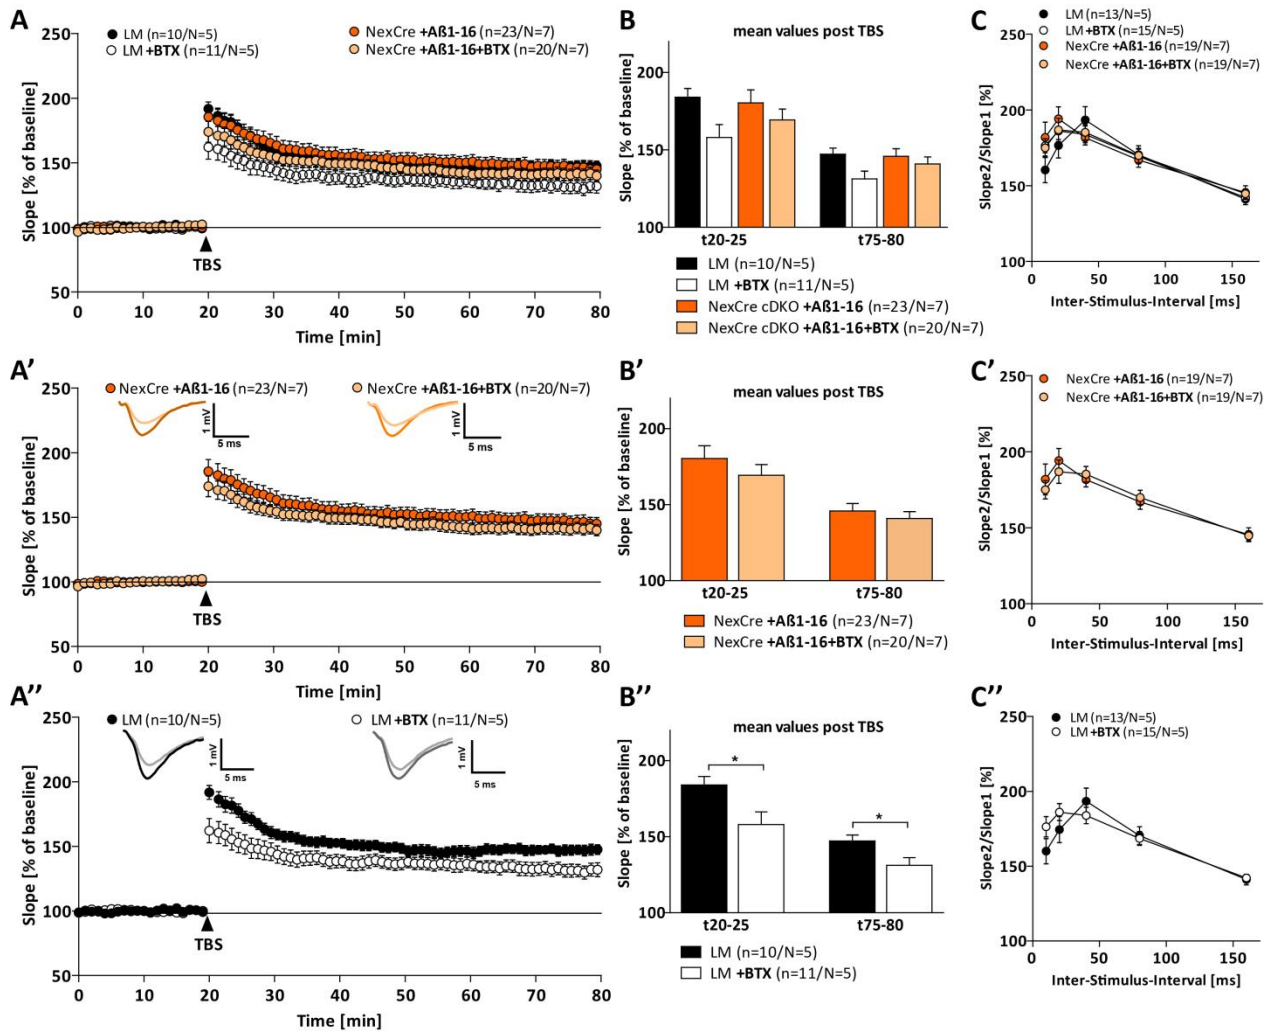 A
LM (n=10/N=5)
LM +BTX (n=11/N=5)
NexCre +Aß1-16 (n=23/N=7)
NexCre +Aß1-16+BTX (n=20/N=7)
Slope [% of baseline]
250
200
150
100
50
TBS
0 10 20 30 40 50 60 70 80
Time [min]
B
mean values post TBS
Slope [% of baseline]
200
150
100
t20-25 t75-80
LM (n=10/N=5)
LM +BTX (n=11/N=5)
NexCre cDKO +Aß1-16 (n=23/N=7)
NexCre cDKO +Aß1-16+BTX (n=20/N=7)
C
LM (n=13/N=5)
LM +BTX (n=15/N=5)
NexCre +Aß1-16 (n=19/N=7)
NexCre +Aß1-16+BTX (n=19/N=7)
Slope2/Slope1 [%]
250
200
150
100
0 50 100 150
Inter-Stimulus-Interval [ms]
A'
NexCre +Aß1-16 (n=23/N=7)
NexCre +Aß1-16+BTX (n=20/N=7)
1 mV
5 ms
1 mV
5 ms
Slope [% of baseline]
250
200
150
100
50
TBS
0 10 20 30 40 50 60 70 80
Time [min]
B'
mean values post TBS
Slope [% of baseline]
200
150
100
t20-25 t75-80
NexCre +Aß1-16 (n=23/N=7)
NexCre +Aß1-16+BTX (n=20/N=7)
C'
NexCre +Aß1-16 (n=19/N=7)
NexCre +Aß1-16+BTX (n=19/N=7)
Slope2/Slope1 [%]
250
200
150
100
0 50 100 150
Inter-Stimulus-Interval [ms]
A''
LM (n=10/N=5)
LM +BTX (n=11/N=5)
1 mV
5 ms
1 mV
5 ms
Slope [% of baseline]
250
200
150
100
50
TBS
0 10 20 30 40 50 60 70 80
Time [min]
B''
mean values post TBS
Slope [% of baseline]
200
150
100
*
*
t20-25 t75-80
LM (n=10/N=5)
LM +BTX (n=11/N=5)
C''
LM (n=13/N=5)
LM +BTX (n=15/N=5)
Slope2/Slope1 [%]
250
200
150
100
0 50 100 150
Inter-Stimulus-Interval [ms]